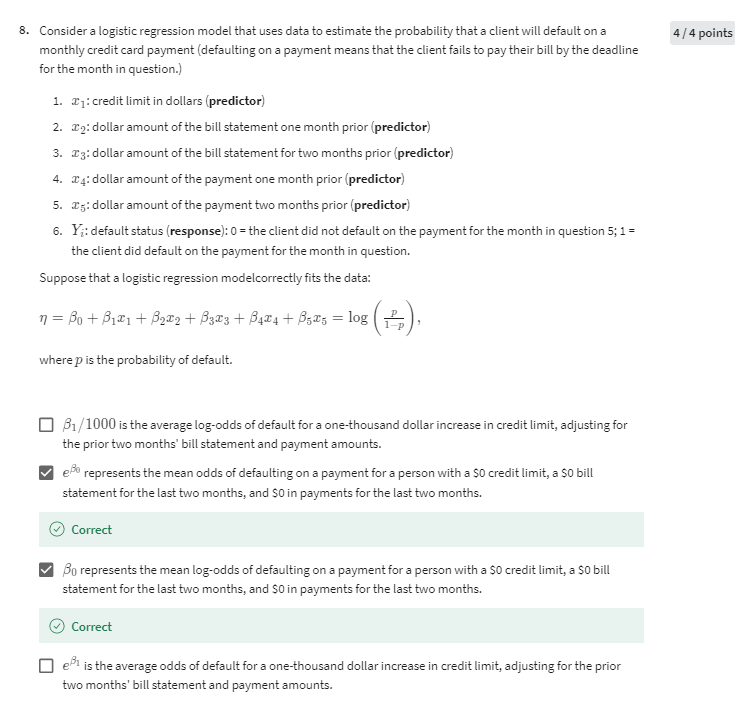 8. Consider a logistic regression model that uses data to estimate the probability that a client will default on a
4 / 4 points
monthly credit card payment (defaulting on a payment means that the client fails to pay their bill by the deadline
for the month in question.)
1. x₁: credit limit in dollars (predictor)
2. x₂: dollar amount of the bill statement one month prior (predictor)
3. x₃: dollar amount of the bill statement for two months prior (predictor)
4. x₄: dollar amount of the payment one month prior (predictor)
5. x₅: dollar amount of the payment two months prior (predictor)
6. Yᵢ: default status (response): 0 = the client did not default on the payment for the month in question 5; 1 =
the client did default on the payment for the month in question.
Suppose that a logistic regression modelcorrectly fits the data:
η = β₀ + β₁x₁ + β₂x₂ + β₃x₃ + β₄x₄ + β₅x₅ = log (p/(1−p)),
where p is the probability of default.
β₁/1000 is the average log-odds of default for a one-thousand dollar increase in credit limit, adjusting for
the prior two months' bill statement and payment amounts.
e^β₀ represents the mean odds of defaulting on a payment for a person with a $0 credit limit, a $0 bill
statement for the last two months, and $0 in payments for the last two months.
Correct
β₀ represents the mean log-odds of defaulting on a payment for a person with a $0 credit limit, a $0 bill
statement for the last two months, and $0 in payments for the last two months.
Correct
e^β₁ is the average odds of default for a one-thousand dollar increase in credit limit, adjusting for the prior
two months' bill statement and payment amounts.